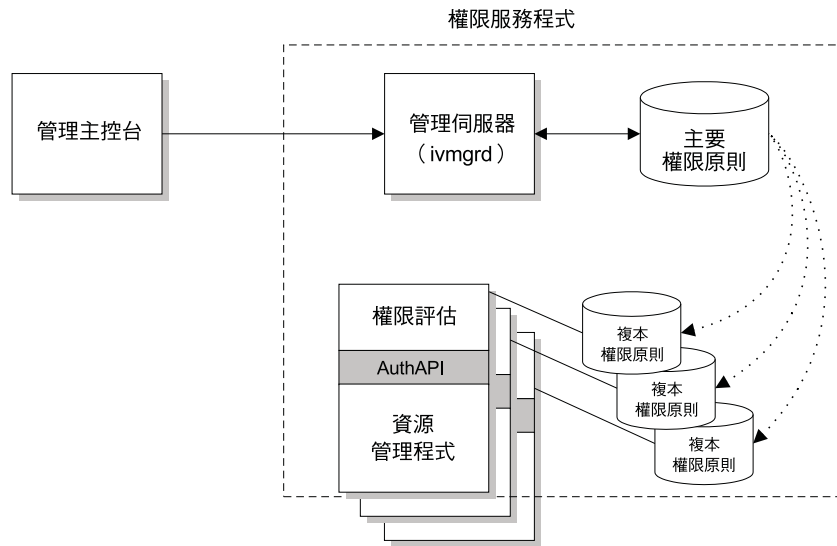 權限服務程式
管理主控台
管理伺服器
（ivmgrd）
主要
權限原則
權限評估
AuthAPI
資源
管理程式
複本
權限原則
複本
權限原則
複本
權限原則